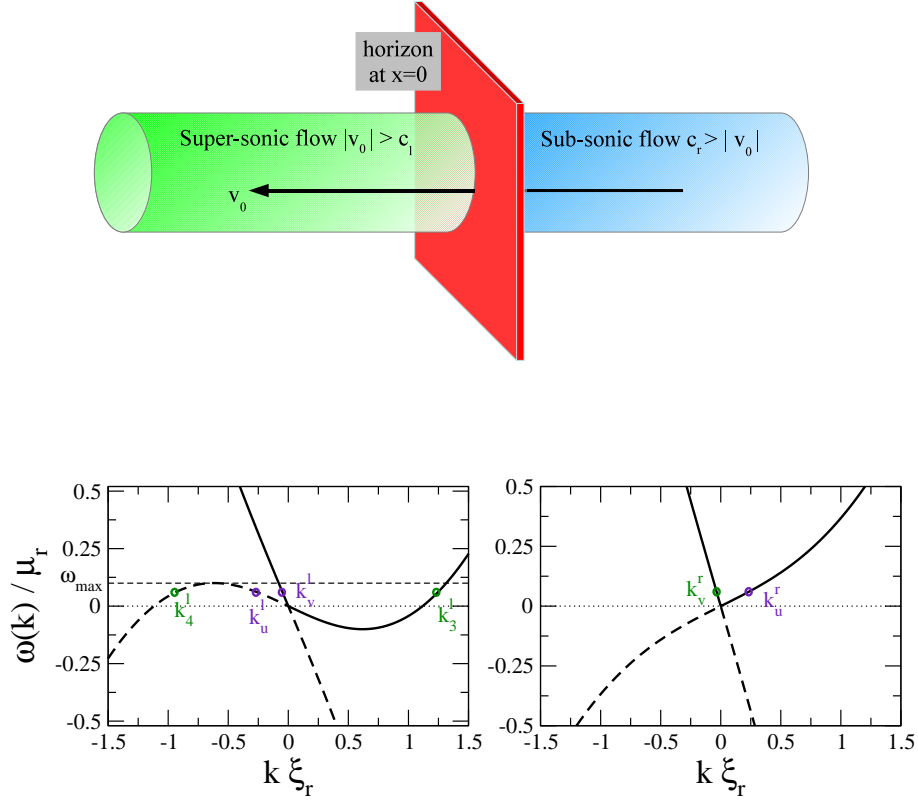 horizon
at x=0
Super-sonic flow |v₀| > cₗ
Sub-sonic flow cᵣ > | v₀|
v₀
ω(k) / μᵣ
0.5
0.25
ω_max
0
-0.25
-0.5
k₄ˡ
kᵤˡ
kᵥˡ
k₃ˡ
-1.5
-1
-0.5
0
0.5
1
1.5
k ξᵣ
0.5
0.25
0
-0.25
-0.5
kᵥʳ
kᵤʳ
-1.5
-1
-0.5
0
0.5
1
1.5
k ξᵣ